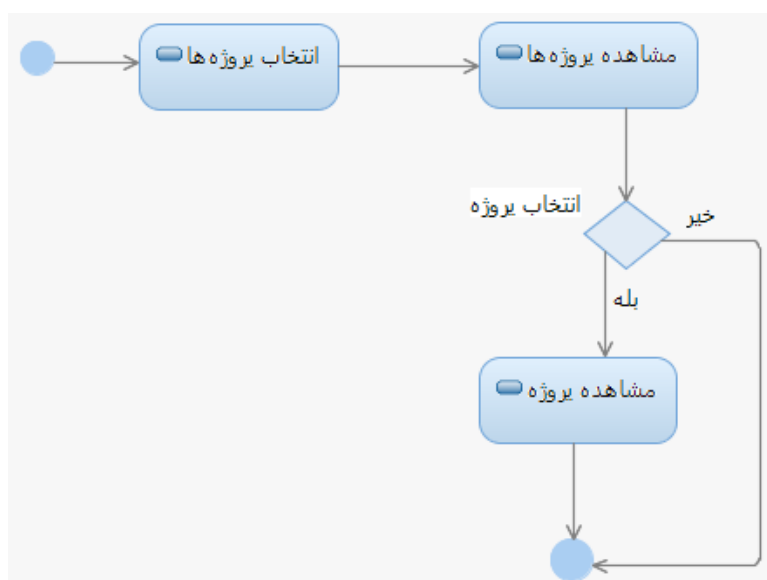 انتخاب پروژه‌ها
مشاهده پروژه‌ها
انتخاب پروژه
خیر
بله
مشاهده پروژه